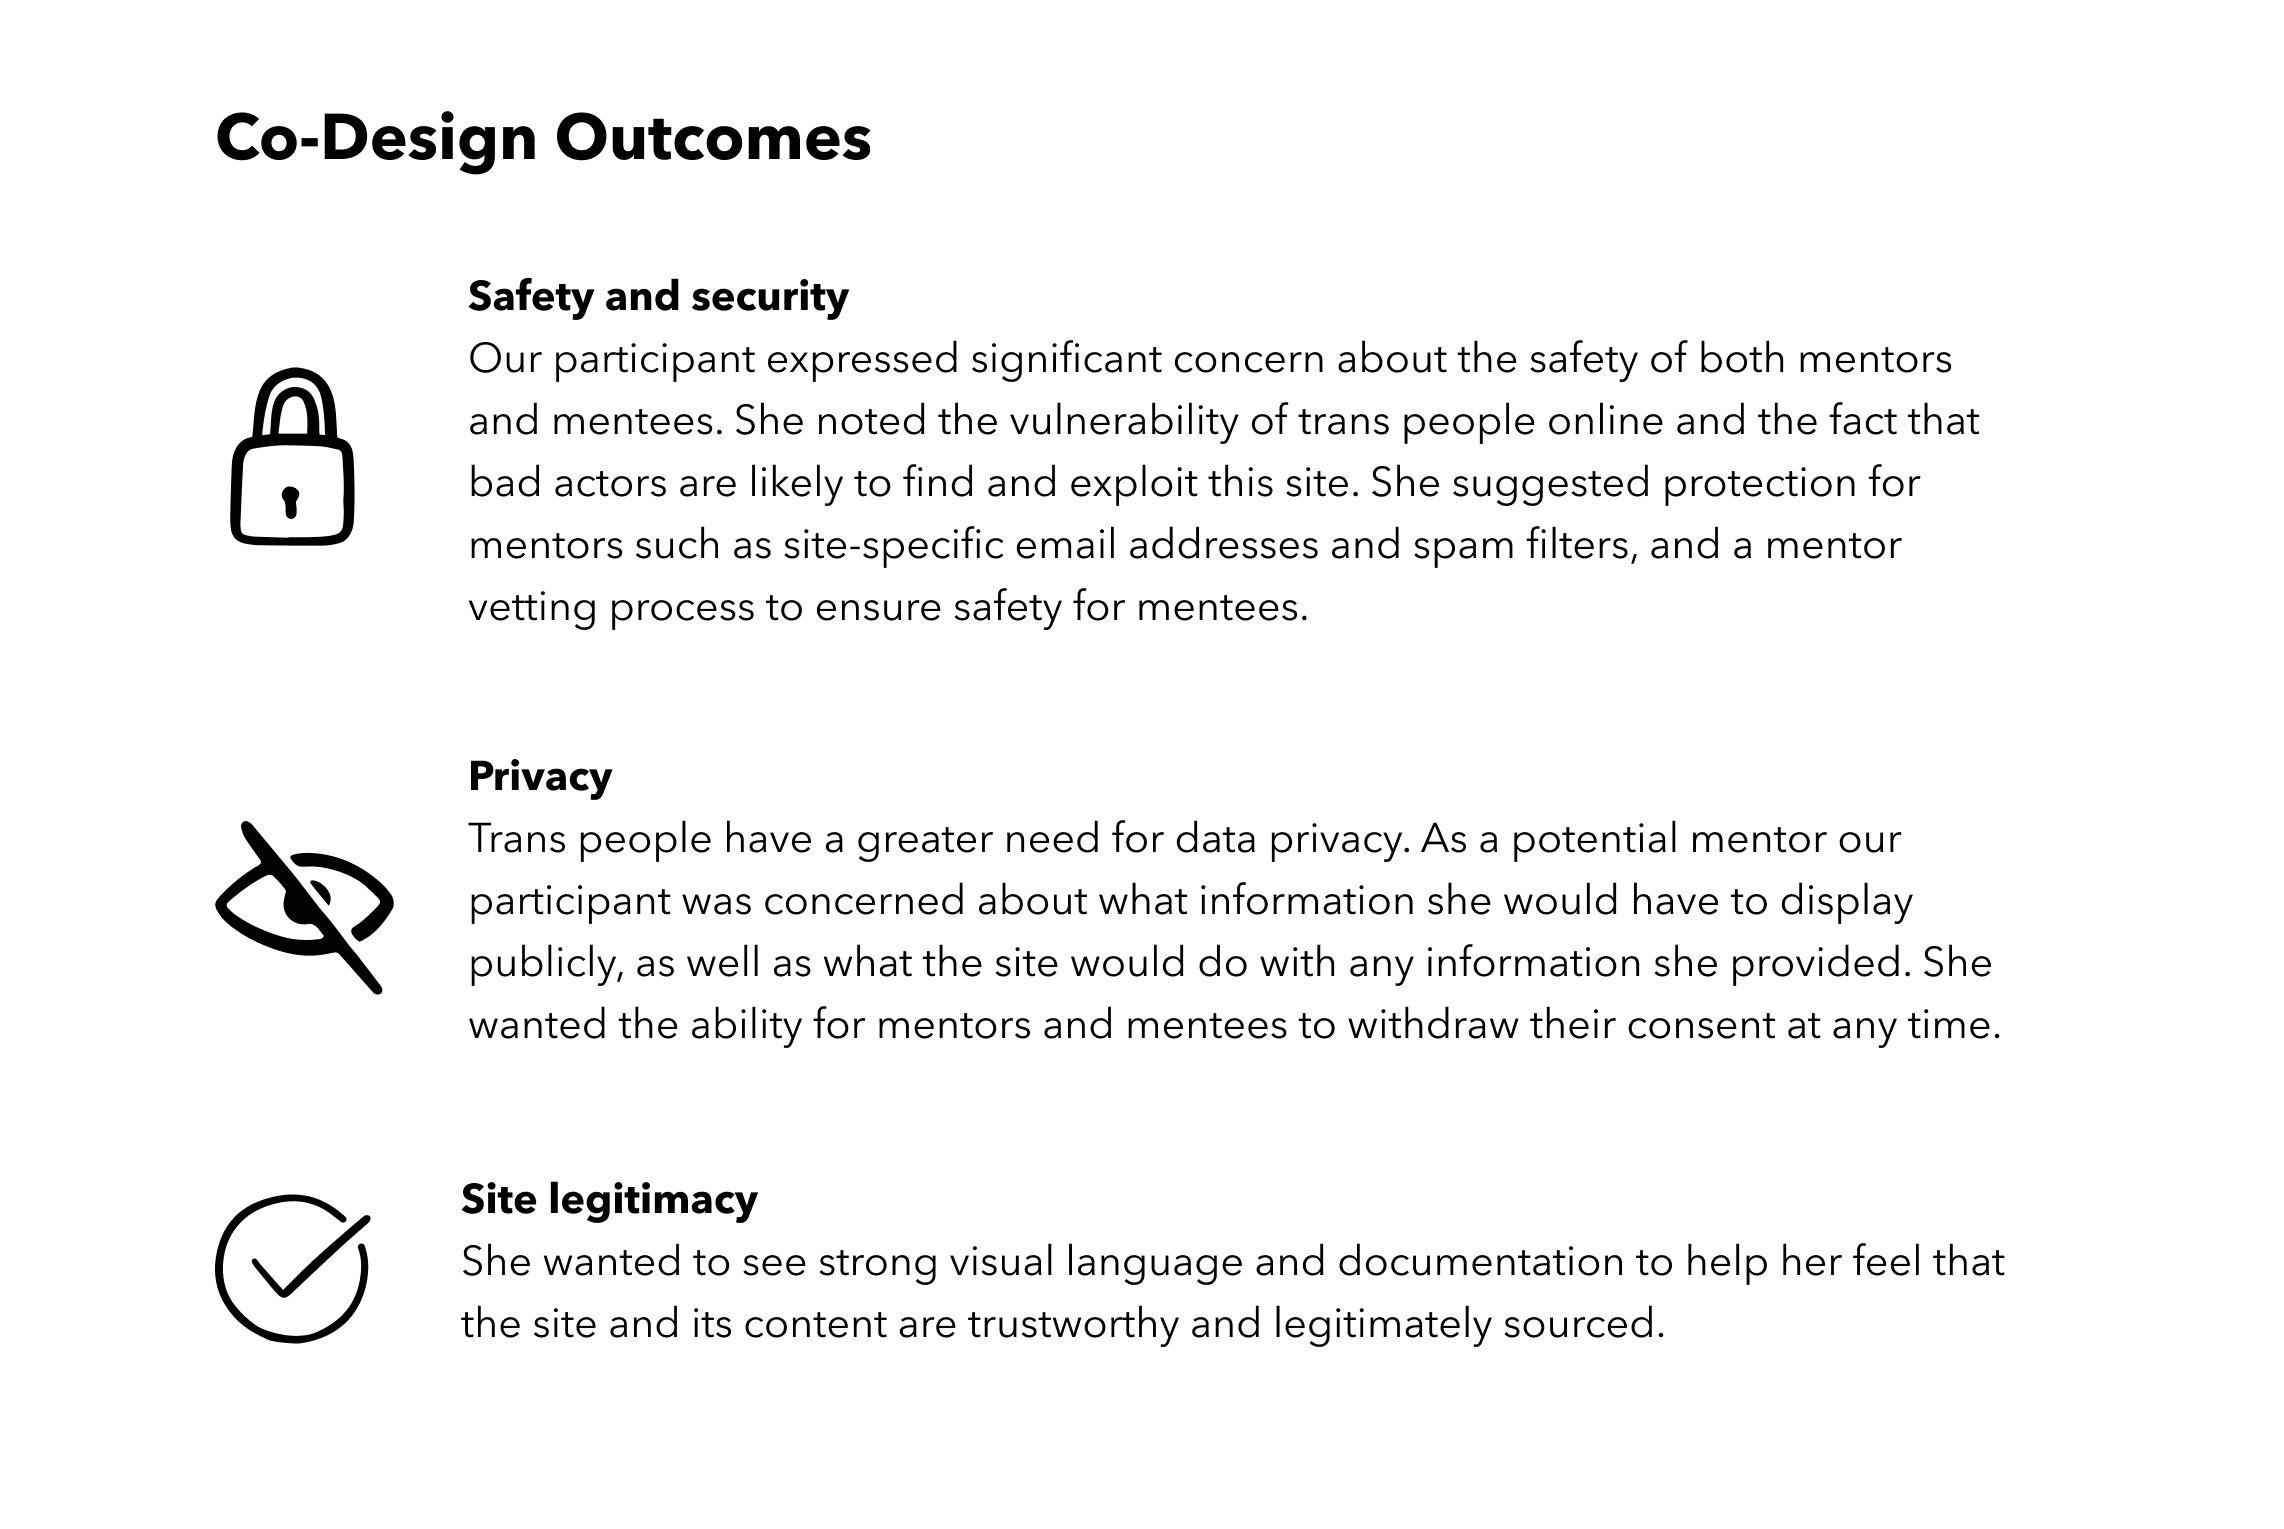 Co-Design Outcomes
Safety and security
Our participant expressed significant concern about the safety of both mentors
and mentees. She noted the vulnerability of trans people online and the fact that
bad actors are likely to find and exploit this site. She suggested protection for
mentors such as site-specific email addresses and spam filters, and a mentor
vetting process to ensure safety for mentees.
Privacy
Trans people have a greater need for data privacy. As a potential mentor our
participant was concerned about what information she would have to display
publicly, as well as what the site would do with any information she provided. She
wanted the ability for mentors and mentees to withdraw their consent at any time.
Site legitimacy
She wanted to see strong visual language and documentation to help her feel that
the site and its content are trustworthy and legitimately sourced.